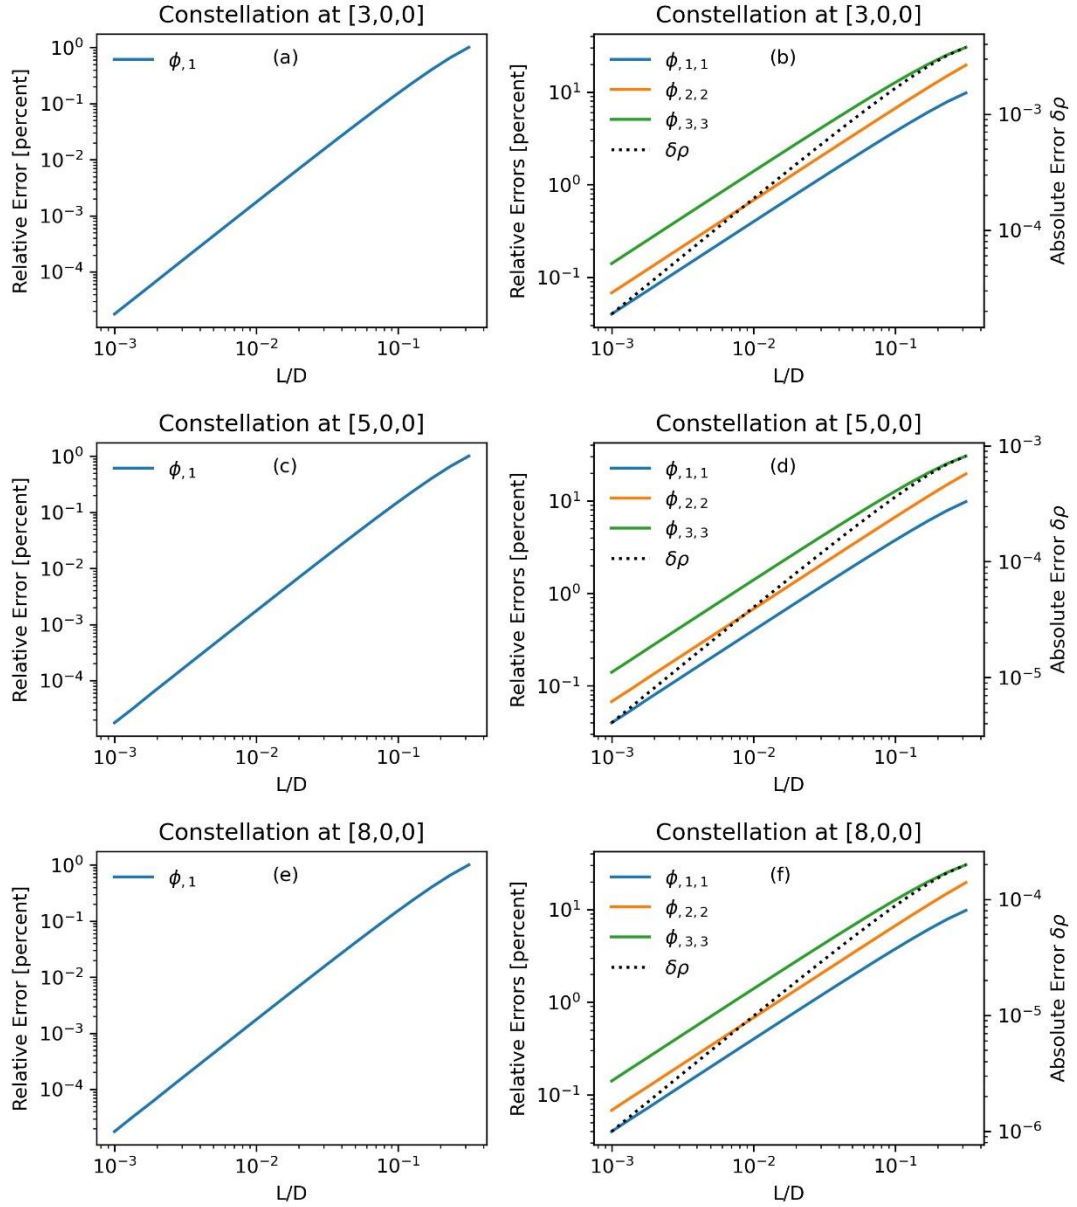 Constellation at [3,0,0]
Relative Error [percent]
10⁰
10⁻¹
10⁻²
10⁻³
10⁻⁴
ϕ,₁
(a)
10⁻³ 10⁻² 10⁻¹
L/D
Constellation at [3,0,0]
Relative Errors [percent]
10¹
10⁰
10⁻¹
ϕ,₁,₁
ϕ,₂,₂
ϕ,₃,₃
δρ
(b)
10⁻³
10⁻⁴
Absolute Error δρ
10⁻³ 10⁻² 10⁻¹
L/D
Constellation at [5,0,0]
Relative Error [percent]
10⁰
10⁻¹
10⁻²
10⁻³
10⁻⁴
ϕ,₁
(c)
10⁻³ 10⁻² 10⁻¹
L/D
Constellation at [5,0,0]
Relative Errors [percent]
10¹
10⁰
10⁻¹
ϕ,₁,₁
ϕ,₂,₂
ϕ,₃,₃
δρ
(d)
10⁻³
10⁻⁴
10⁻⁵
Absolute Error δρ
10⁻³ 10⁻² 10⁻¹
L/D
Constellation at [8,0,0]
Relative Error [percent]
10⁰
10⁻¹
10⁻²
10⁻³
10⁻⁴
ϕ,₁
(e)
10⁻³ 10⁻² 10⁻¹
L/D
Constellation at [8,0,0]
Relative Errors [percent]
10¹
10⁰
10⁻¹
ϕ,₁,₁
ϕ,₂,₂
ϕ,₃,₃
δρ
(f)
10⁻⁴
10⁻⁵
10⁻⁶
Absolute Error δρ
10⁻³ 10⁻² 10⁻¹
L/D